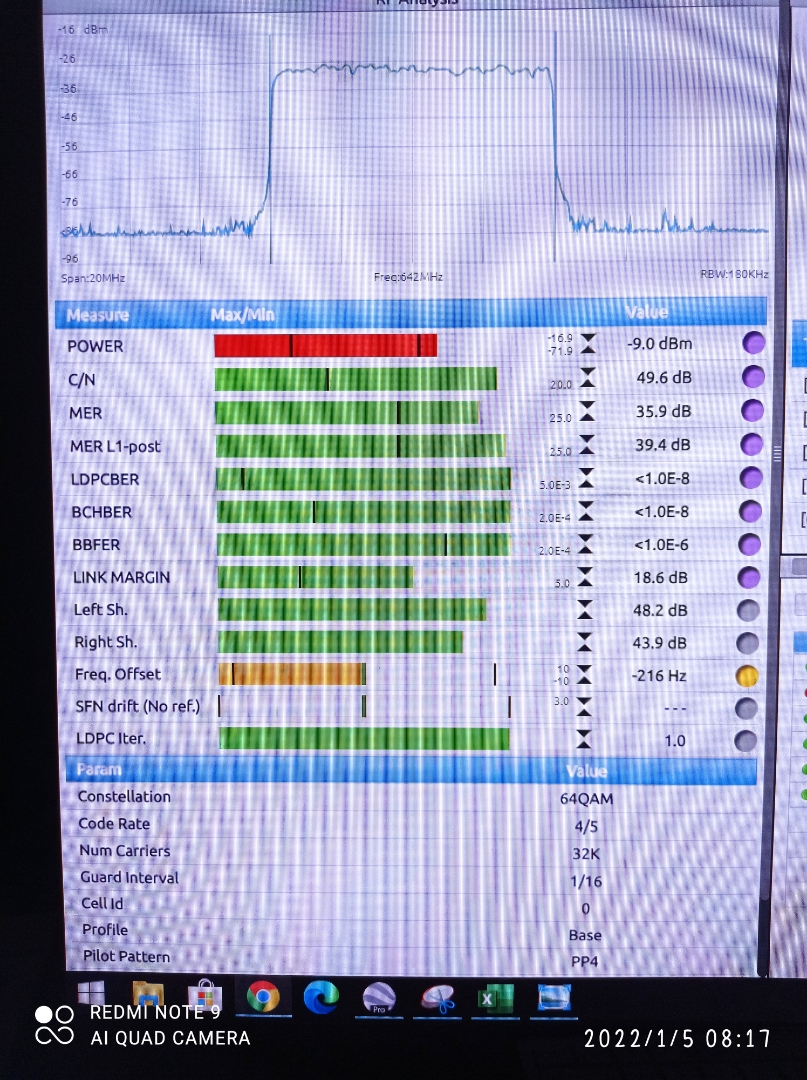 RF Analysis
-16 dBm
-26
-36
-46
-56
-66
-76
-86
-96
Span:20MHz Freq:642MHz RBW:180KHz
Measure Max/Min Value
POWER -16.9 -71.9 -9.0 dBm
C/N 20.0 49.6 dB
MER 25.0 35.9 dB
MER L1-post 25.0 39.4 dB
LDPCBER 5.0E-3 <1.0E-8
BCHBER 2.0E-4 <1.0E-8
BBFER 2.0E-4 <1.0E-6
LINK MARGIN 5.0 18.6 dB
Left Sh. 48.2 dB
Right Sh. 43.9 dB
Freq. Offset 10 -10 -216 Hz
SFN drift (No ref.) 3.0 ---
LDPC Iter. 1.0
Param Value
Constellation 64QAM
Code Rate 4/5
Num Carriers 32K
Guard Interval 1/16
Cell Id 0
Profile Base
Pilot Pattern PP4
Pro
X
REDMI NOTE 9
AI QUAD CAMERA
2022/1/5 08:17